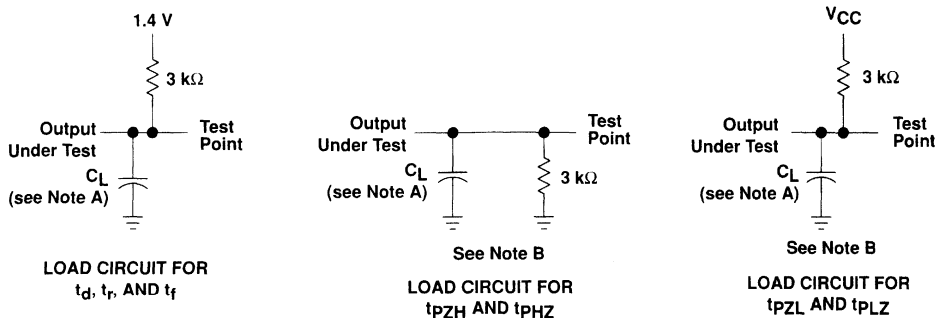 1.4 V
3 kΩ
Output
Under Test
Test
Point
CL
(see Note A)
LOAD CIRCUIT FOR
td, tr, AND tf
Output
Under Test
Test
Point
CL
(see Note A)
3 kΩ
See Note B
LOAD CIRCUIT FOR
tPZH AND tPHZ
VCC
3 kΩ
Output
Under Test
Test
Point
CL
(see Note A)
See Note B
LOAD CIRCUIT FOR
tPZL AND tPLZ